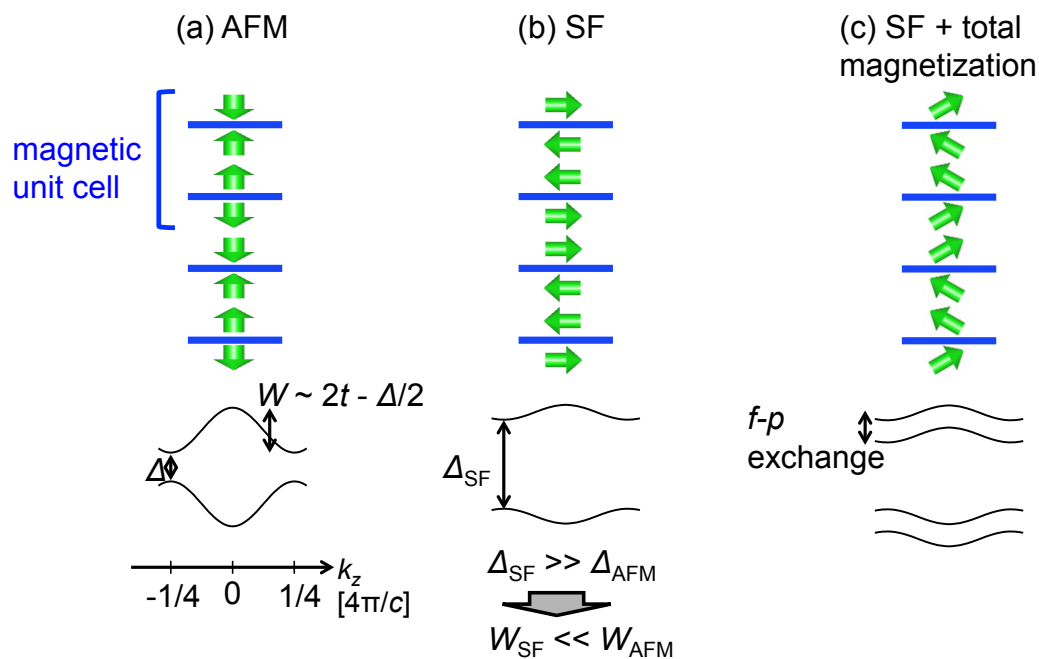 (a) AFM
(b) SF
(c) SF + total
magnetization
magnetic
unit cell
W ~ 2t - Δ/2
Δ
-1/4
0
1/4
k_z
[4π/c]
Δ_SF
Δ_SF >> Δ_AFM
W_SF << W_AFM
f-p
exchange